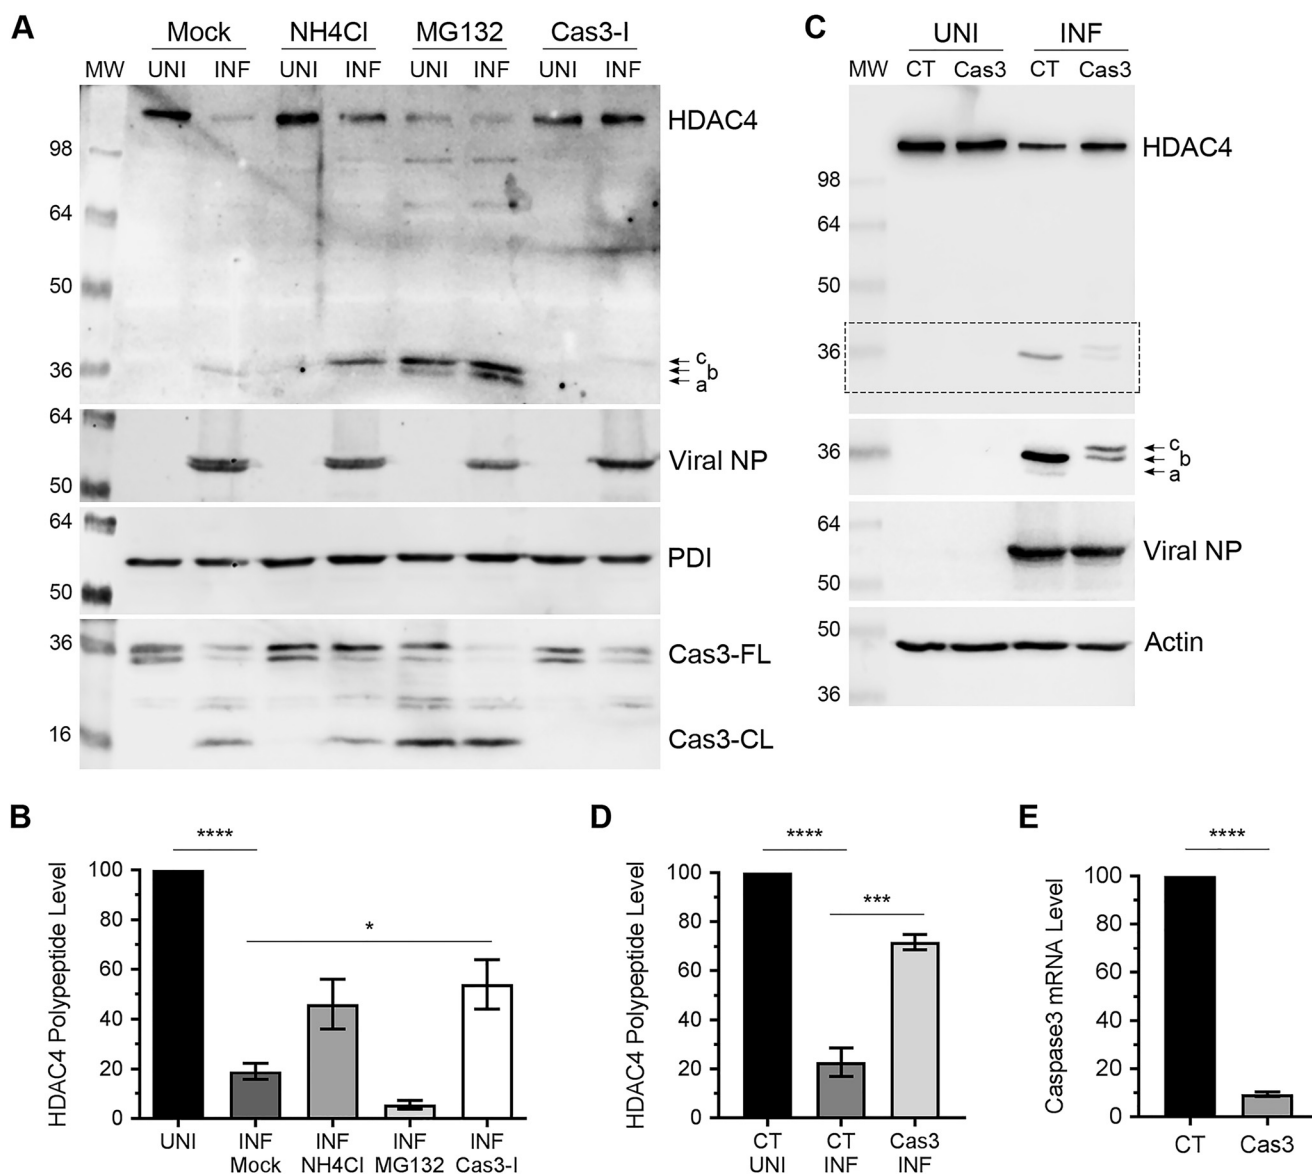 A
Mock NH4Cl MG132 Cas3-I
MW UNI INF UNI INF UNI INF UNI INF
HDAC4
98
64
50
36
c
b
a
64
Viral NP
50
64
PDI
50
36
Cas3-FL
16
Cas3-CL
C
UNI INF
MW CT Cas3 CT Cas3
HDAC4
98
64
50
36
36
c
b
a
64
Viral NP
50
50
Actin
36
B
****
*
HDAC4 Polypeptide Level
100
80
60
40
20
0
UNI INF INF INF INF
Mock NH4Cl MG132 Cas3-I
D
****
***
HDAC4 Polypeptide Level
100
80
60
40
20
0
CT CT Cas3
UNI INF INF
E
****
Caspase3 mRNA Level
100
80
60
40
20
0
CT Cas3